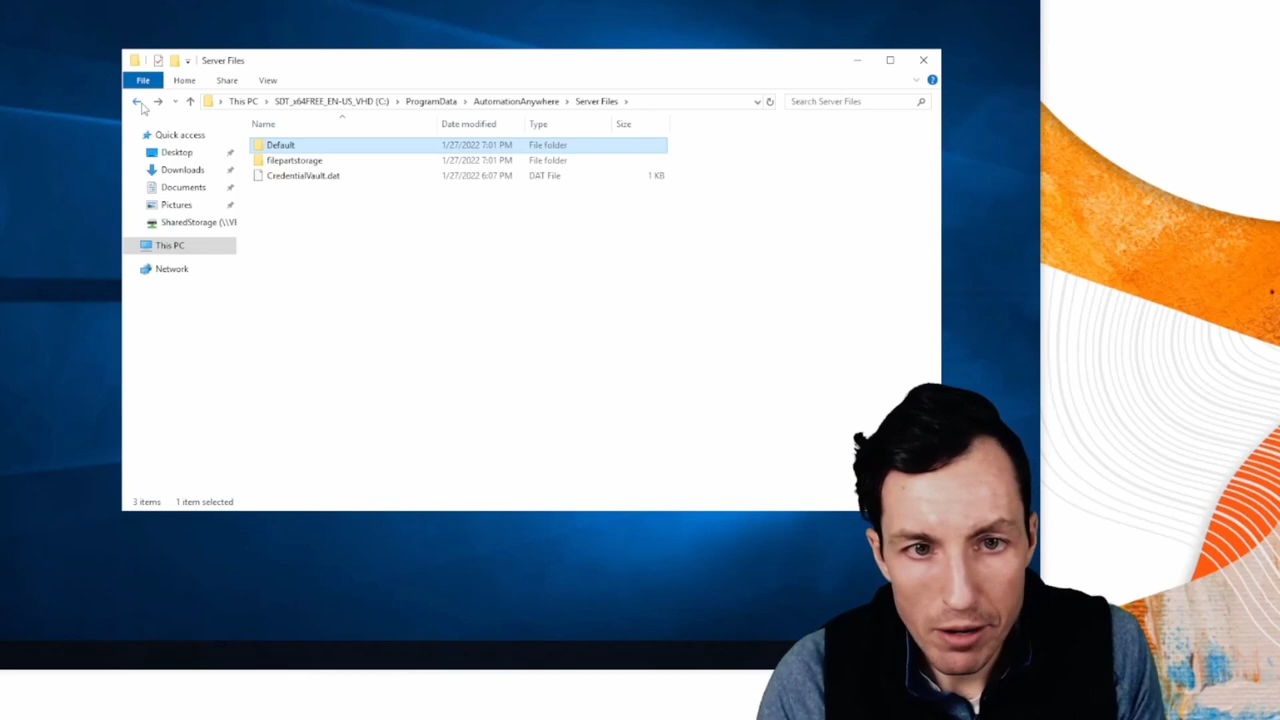 Server Files
File Home Share View
This PC SDT_x64FREE_EN-US_VHD (C:) ProgramData AutomationAnywhere Server Files Search Server Files
Name Date modified Type Size
Quick access
Default 1/27/2022 7:01 PM File folder
Desktop
filepartstorage 1/27/2022 7:01 PM File folder
Downloads
CredentialVault.dat 1/27/2022 6:07 PM DAT File 1 KB
Documents
Pictures
SharedStorage (\\VE
This PC
Network
3 items 1 item selected